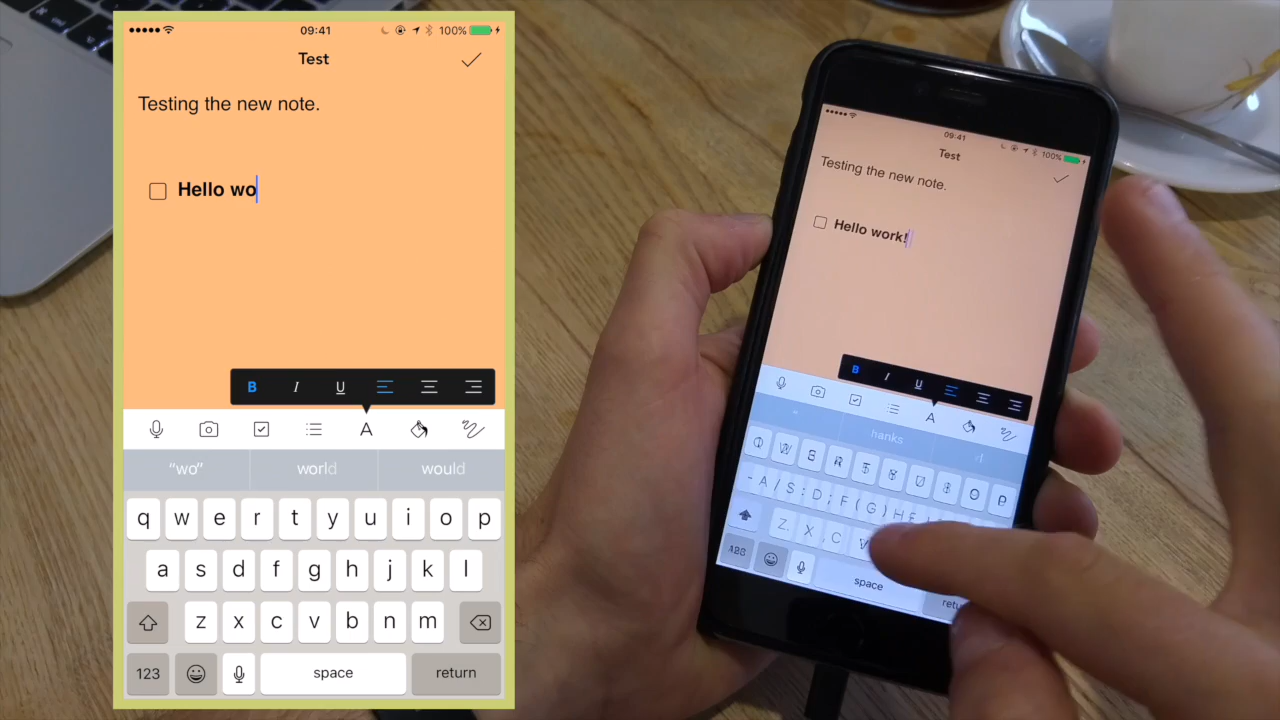 09:41 100%
Test
Testing the new note.
Hello wo
B I U
A
"wo" world would
q w e r t y u i o p
a s d f g h j k l
z x c v b n m
123 space return
09:41 100%
Test
Testing the new note.
Hello work!
B I U
A
hanks
space